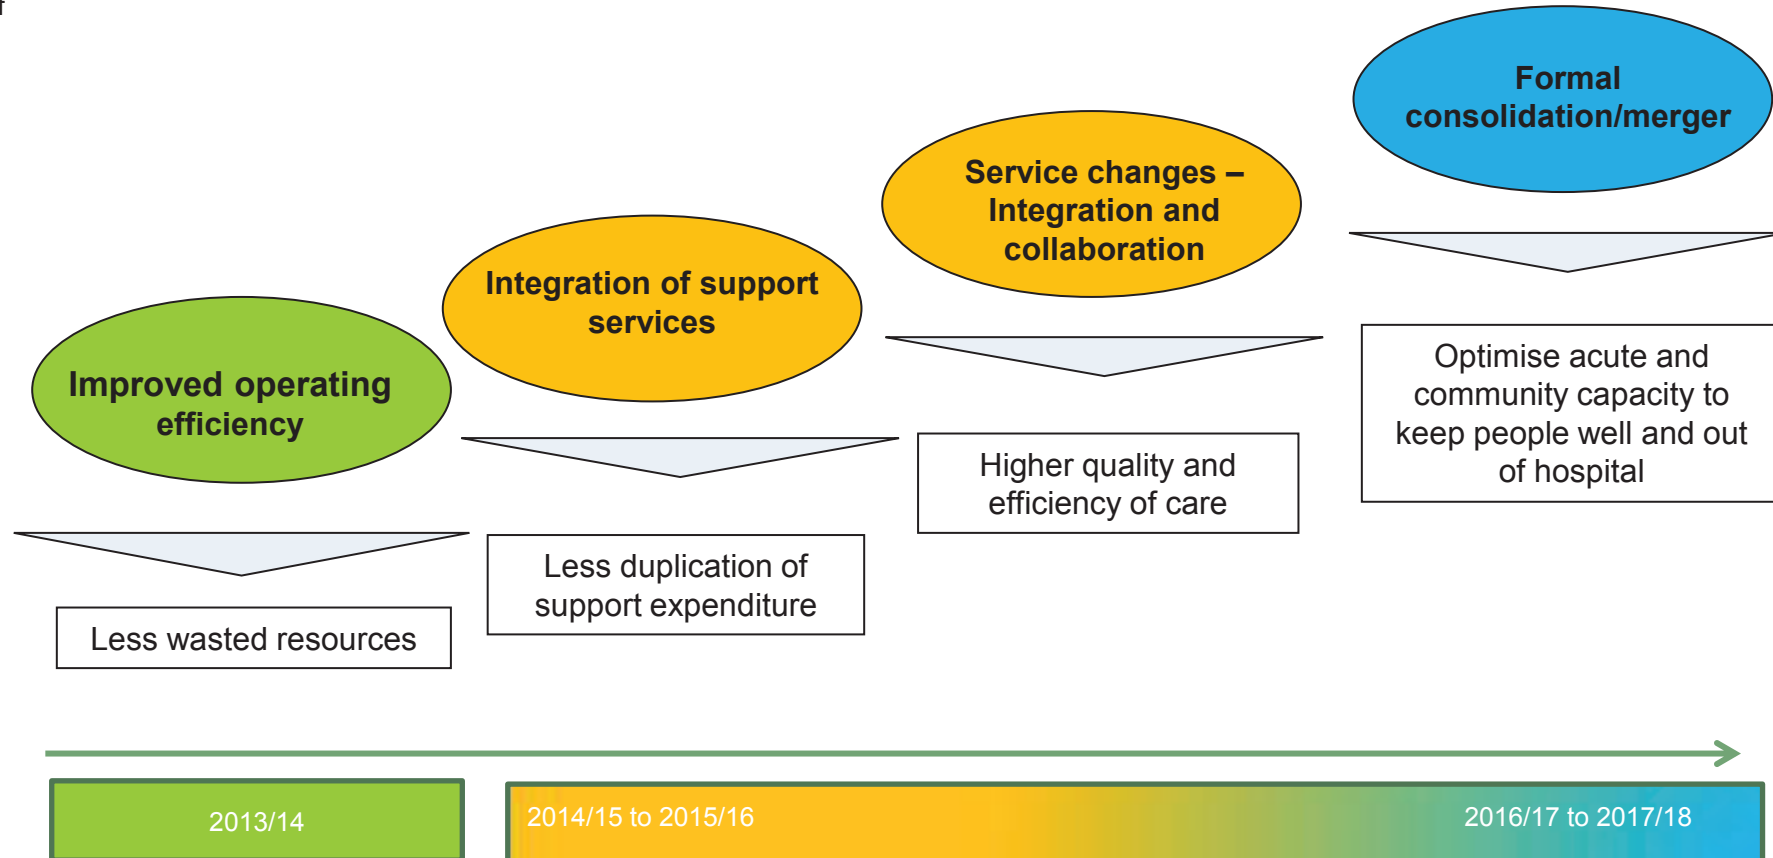 Formal
consolidation/merger
Service changes –
Integration and
collaboration
Integration of support
services
Improved operating
efficiency
Optimise acute and
community capacity to
keep people well and out
of hospital
Higher quality and
efficiency of care
Less duplication of
support expenditure
Less wasted resources
2013/14
2014/15 to 2015/16
2016/17 to 2017/18